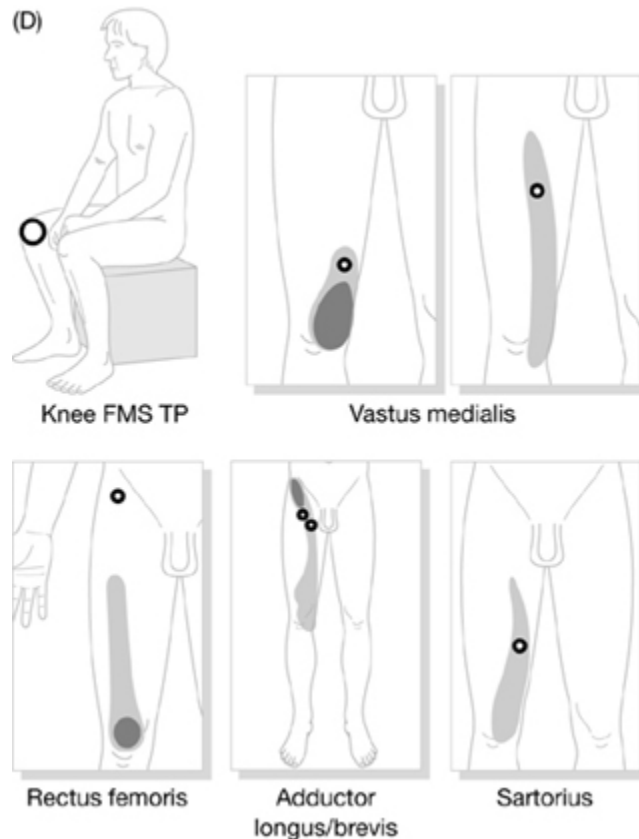 (D)
Knee FMS TP
Vastus medialis
Rectus femoris
Adductor
longus/brevis
Sartorius